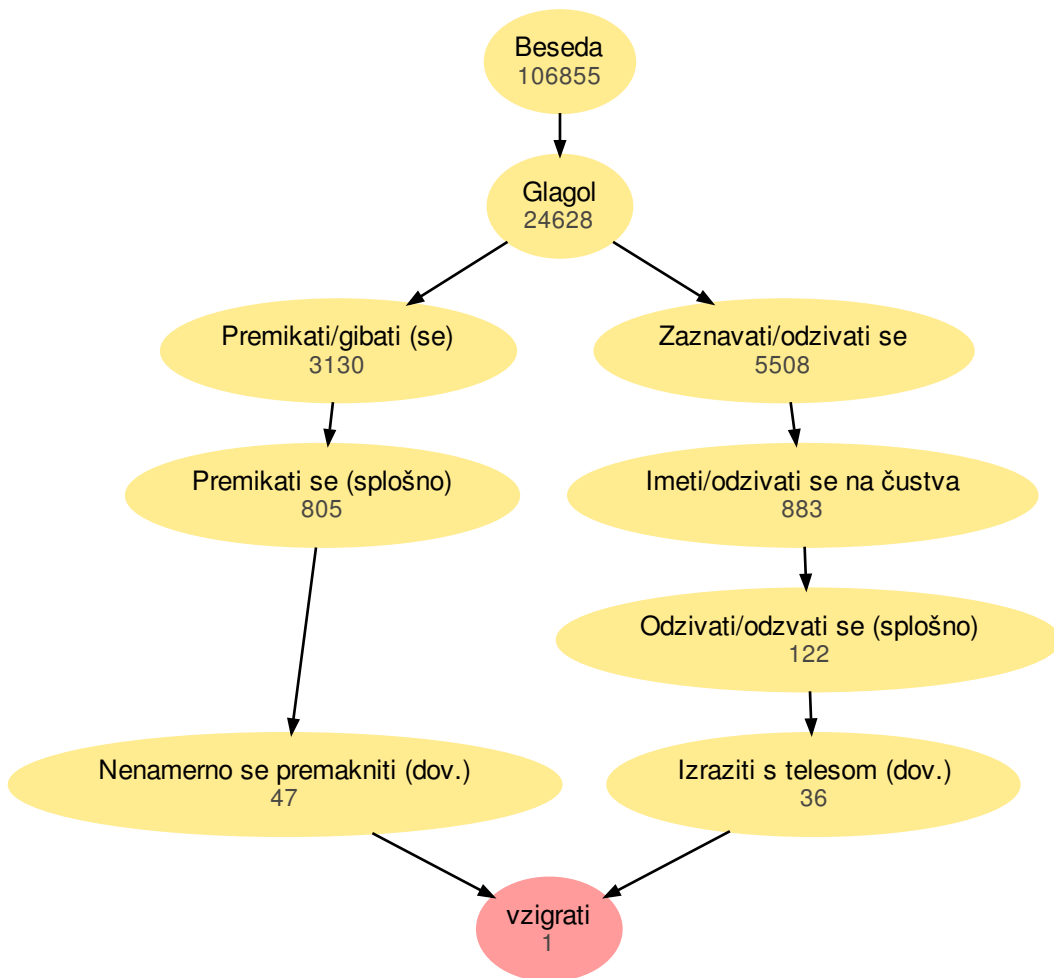 Beseda
106855
Glagol
24628
Premikati/gibati (se)
3130
Zaznavati/odzivati se
5508
Premikati se (splošno)
805
Imeti/odzivati se na čustva
883
Odzivati/odzvati se (splošno)
122
Nenamerno se premakniti (dov.)
47
Izraziti s telesom (dov.)
36
vzigrati
1